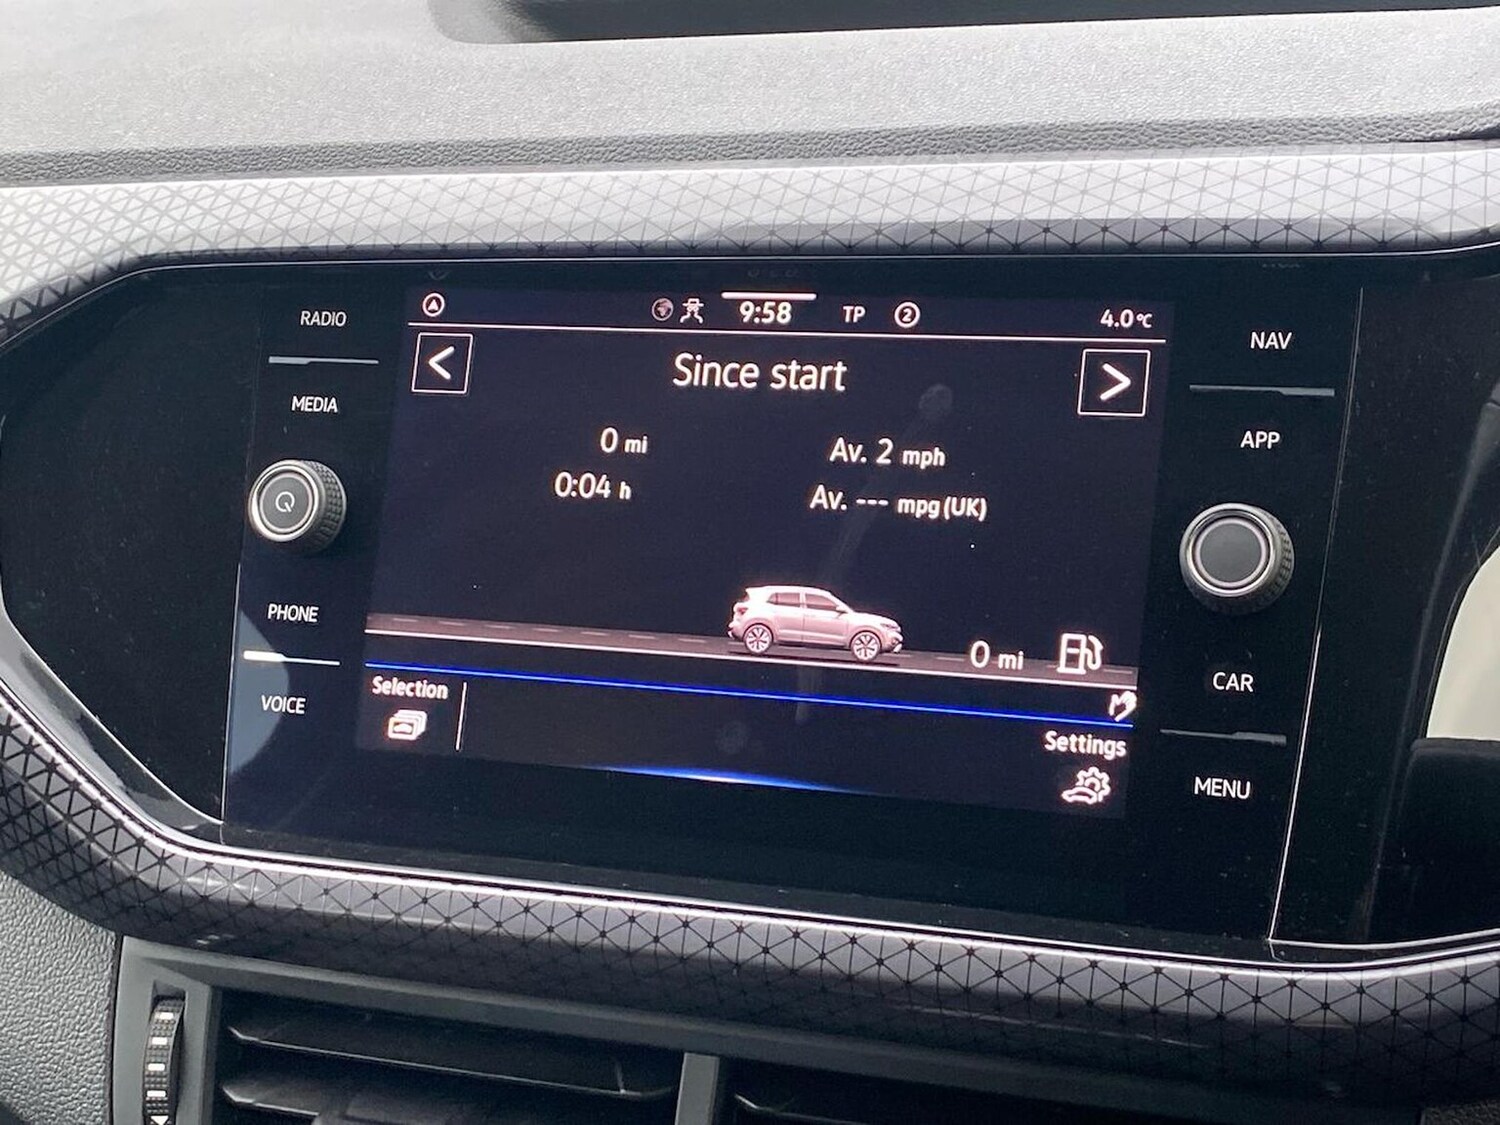 RADIO
MEDIA
PHONE
VOICE
9:58 TP 2 4.0°C
< Since start >
0 mi
0:04 h
Av. 2 mph
Av. --- mpg (UK)
0 mi
Selection
Settings
NAV
APP
CAR
MENU